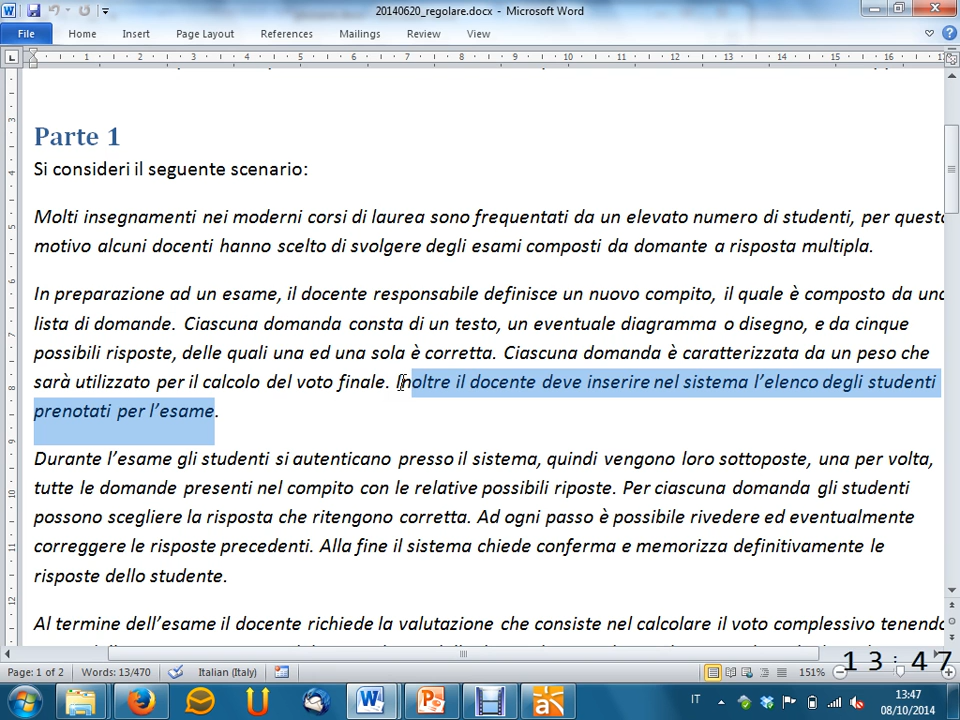 20140620_regolare.docx - Microsoft Word
File Home Insert Page Layout References Mailings Review View
Parte 1
Si consideri il seguente scenario:
Molti insegnamenti nei moderni corsi di laurea sono frequentati da un elevato numero di studenti, per questo
motivo alcuni docenti hanno scelto di svolgere degli esami composti da domante a risposta multipla.
In preparazione ad un esame, il docente responsabile definisce un nuovo compito, il quale è composto da una
lista di domande. Ciascuna domanda consta di un testo, un eventuale diagramma o disegno, e da cinque
possibili risposte, delle quali una ed una sola è corretta. Ciascuna domanda è caratterizzata da un peso che
sarà utilizzato per il calcolo del voto finale. Inoltre il docente deve inserire nel sistema l'elenco degli studenti
prenotati per l'esame.
Durante l'esame gli studenti si autenticano presso il sistema, quindi vengono loro sottoposte, una per volta,
tutte le domande presenti nel compito con le relative possibili riposte. Per ciascuna domanda gli studenti
possono scegliere la risposta che ritengono corretta. Ad ogni passo è possibile rivedere ed eventualmente
correggere le risposte precedenti. Alla fine il sistema chiede conferma e memorizza definitivamente le
risposte dello studente.
Al termine dell'esame il docente richiede la valutazione che consiste nel calcolare il voto complessivo tenendo
Page: 1 of 2 Words: 13/470 Italian (Italy) 151%
13:47
IT 13:47
08/10/2014